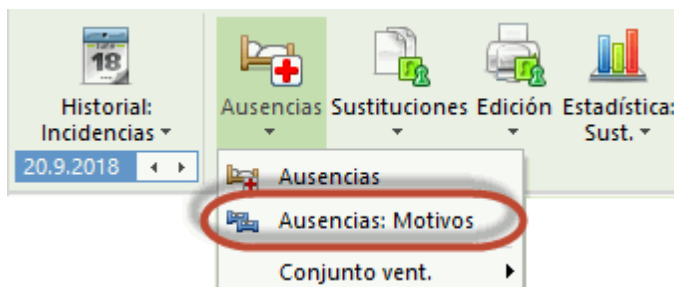 18
Historial:
Incidencias
20.9.2018
Ausencias
Sustituciones
Edición
Estadística:
Sust.
Ausencias
Ausencias: Motivos
Conjunto vent.